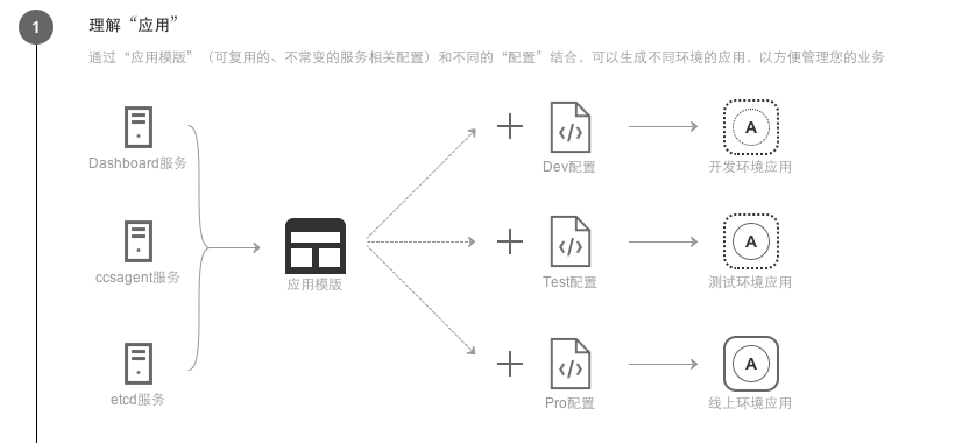 1
理解“应用”
通过“应用模版”（可复用的、不常变的服务相关配置）和不同的“配置”结合，可以生成不同环境的应用，以方便管理您的业务
Dashboard服务
ccsagent服务
etcd服务
应用模版
Dev配置
Test配置
Pro配置
A
开发环境应用
A
测试环境应用
A
线上环境应用